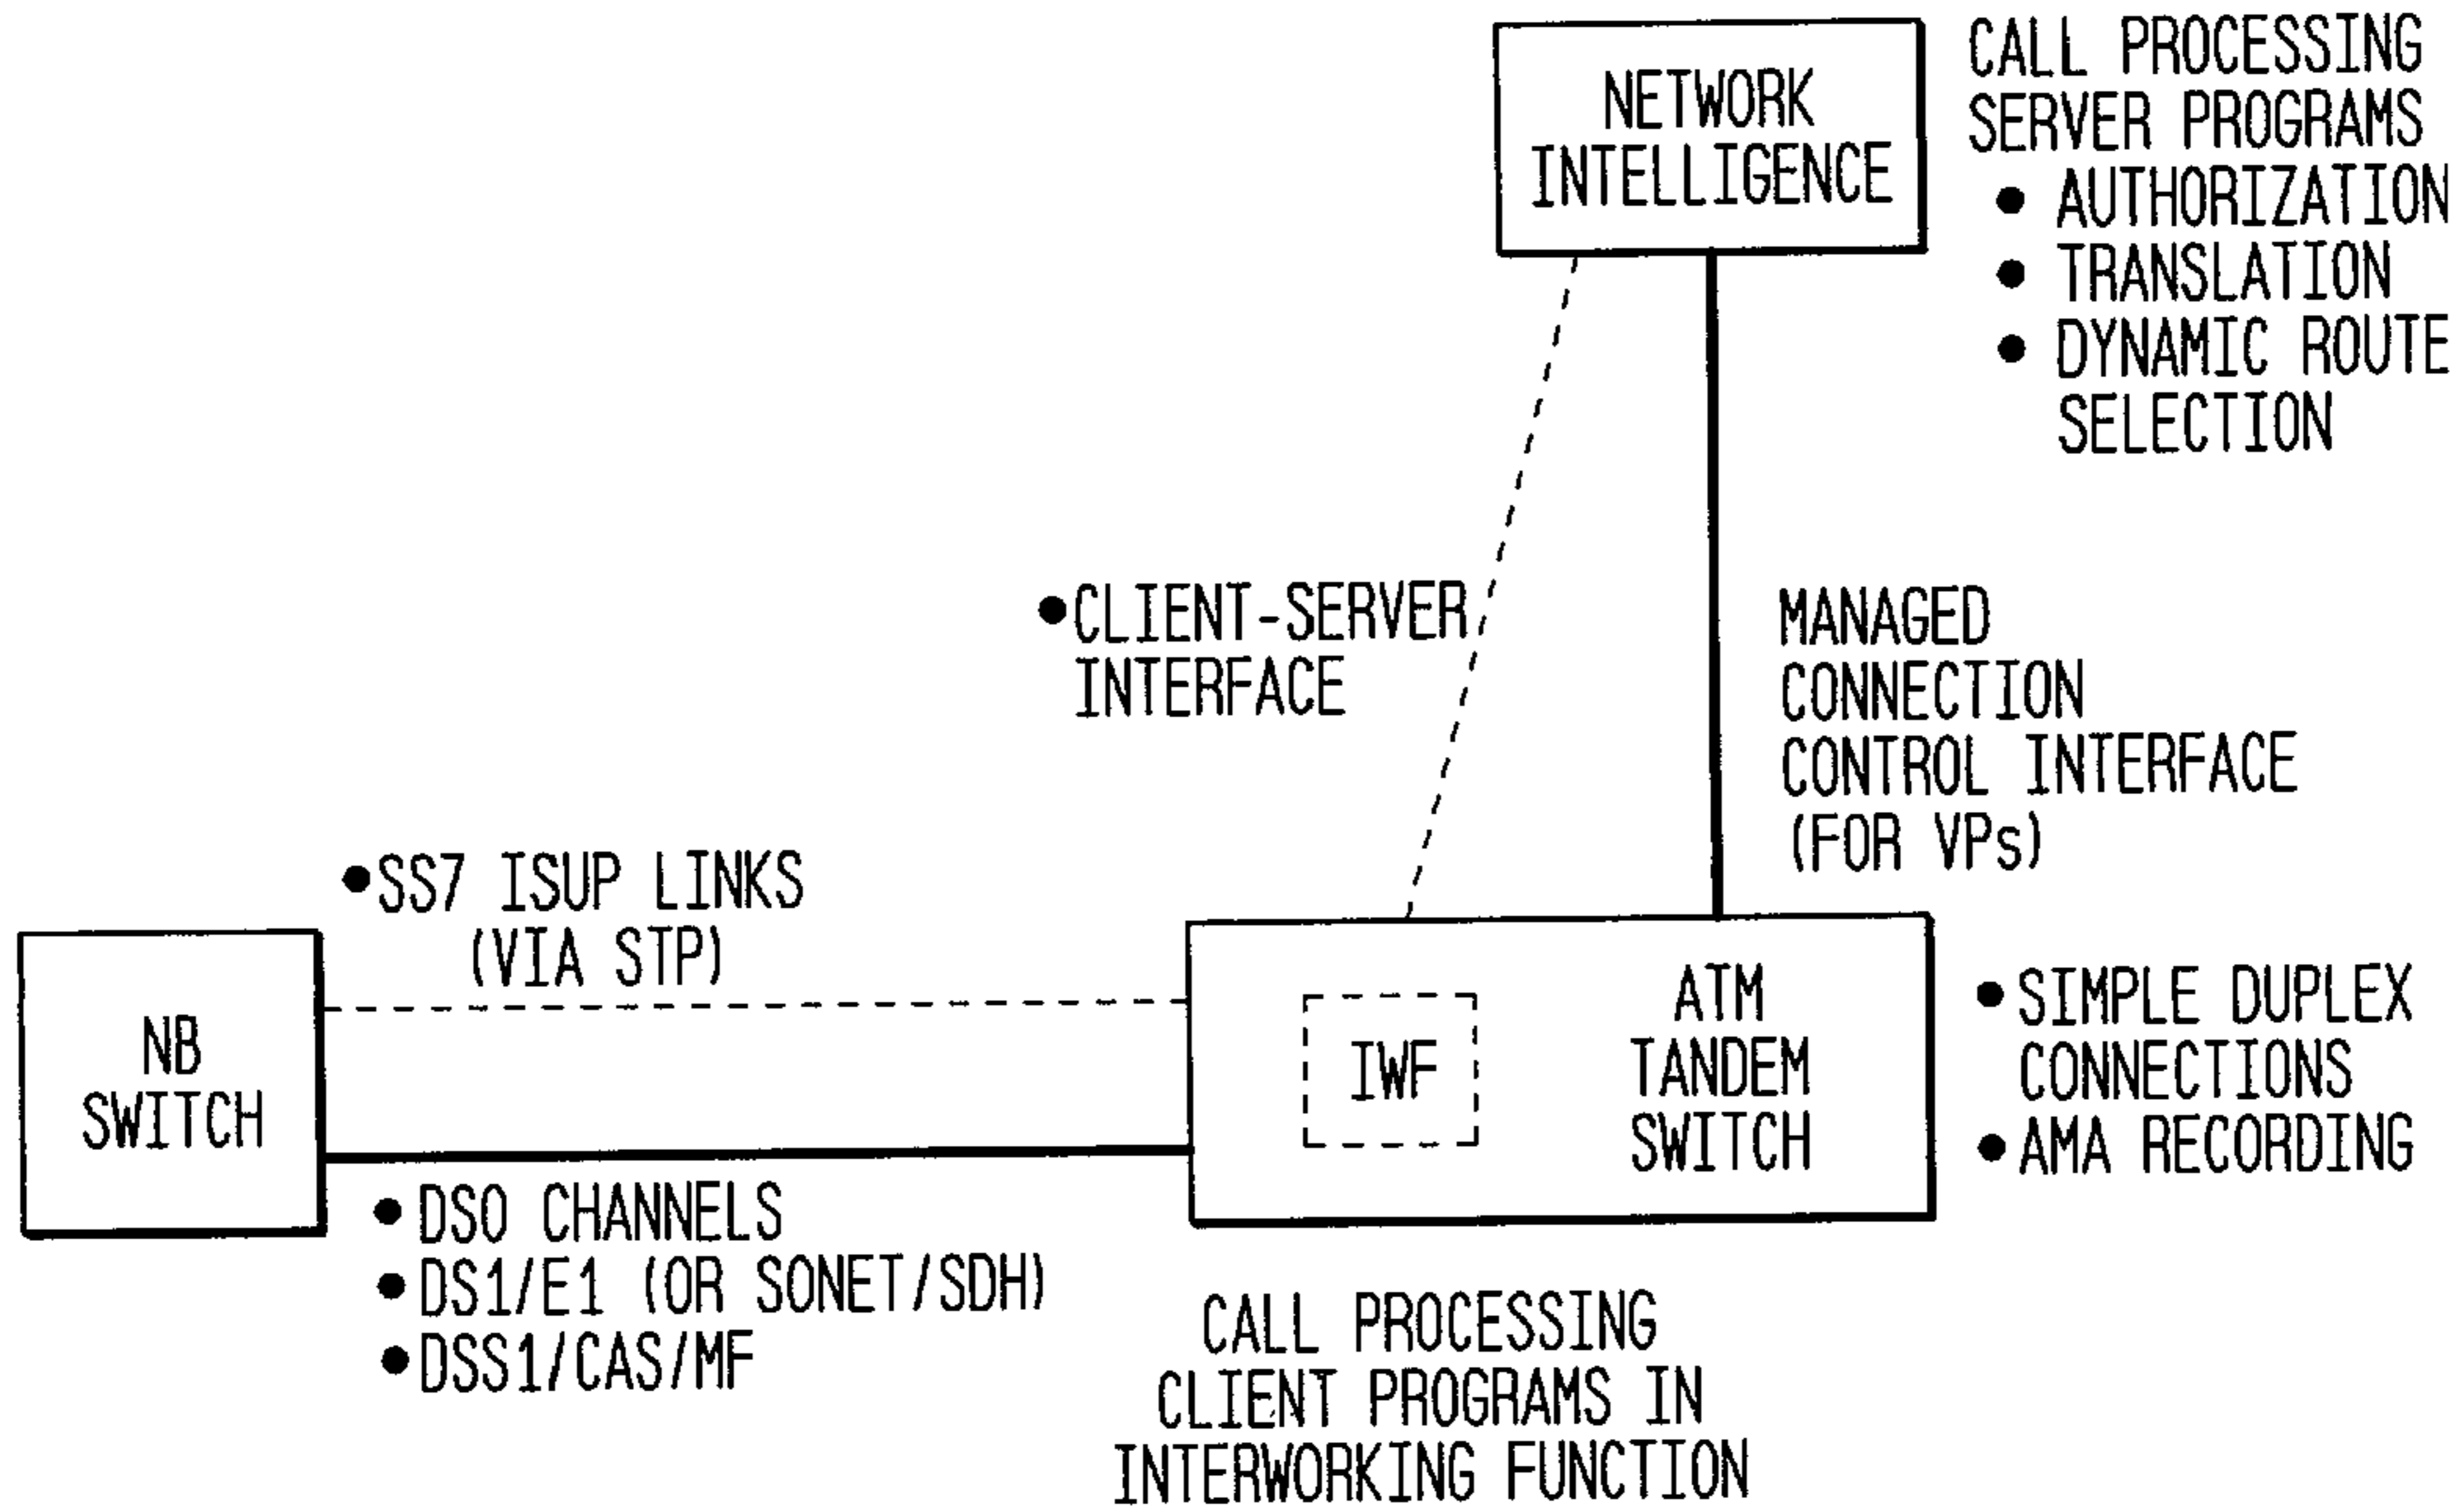 NETWORK
INTELLIGENCE
CALL PROCESSING
SERVER PROGRAMS
● AUTHORIZATION
● TRANSLATION
● DYNAMIC ROUTE
SELECTION
●CLIENT-SERVER
INTERFACE
MANAGED
CONNECTION
CONTROL INTERFACE
(FOR VPs)
●SS7 ISUP LINKS
(VIA STP)
NB
SWITCH
IWF
ATM
TANDEM
SWITCH
● SIMPLE DUPLEX
CONNECTIONS
● AMA RECORDING
● DS0 CHANNELS
● DS1/E1 (OR SONET/SDH)
● DSS1/CAS/MF
CALL PROCESSING
CLIENT PROGRAMS IN
INTERWORKING FUNCTION